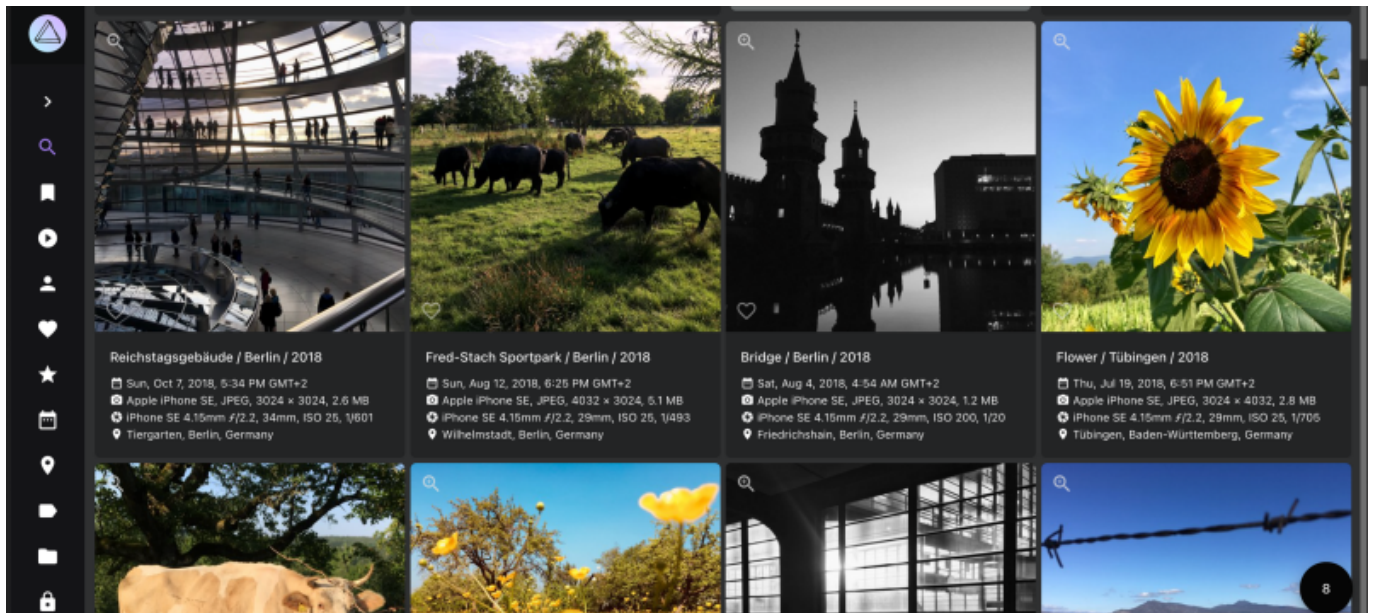 Reichstagsgebäude / Berlin / 2018
Sun, Oct 7, 2018, 5:34 PM GMT+2
Apple iPhone SE, JPEG, 3024 × 3024, 2.6 MB
iPhone SE 4.15mm ƒ/2.2, 34mm, ISO 25, 1/601
Tiergarten, Berlin, Germany
Fred-Stach Sportpark / Berlin / 2018
Sun, Aug 12, 2018, 6:25 PM GMT+2
Apple iPhone SE, JPEG, 4032 × 3024, 5.1 MB
iPhone SE 4.15mm ƒ/2.2, 29mm, ISO 25, 1/493
Wilhelmstadt, Berlin, Germany
Bridge / Berlin / 2018
Sat, Aug 4, 2018, 4:54 AM GMT+2
Apple iPhone SE, JPEG, 3024 × 3024, 1.2 MB
iPhone SE 4.15mm ƒ/2.2, 29mm, ISO 200, 1/20
Friedrichshain, Berlin, Germany
Flower / Tübingen / 2018
Thu, Jul 19, 2018, 6:51 PM GMT+2
Apple iPhone SE, JPEG, 3024 × 4032, 2.8 MB
iPhone SE 4.15mm ƒ/2.2, 29mm, ISO 25, 1/705
Tübingen, Baden-Württemberg, Germany
8